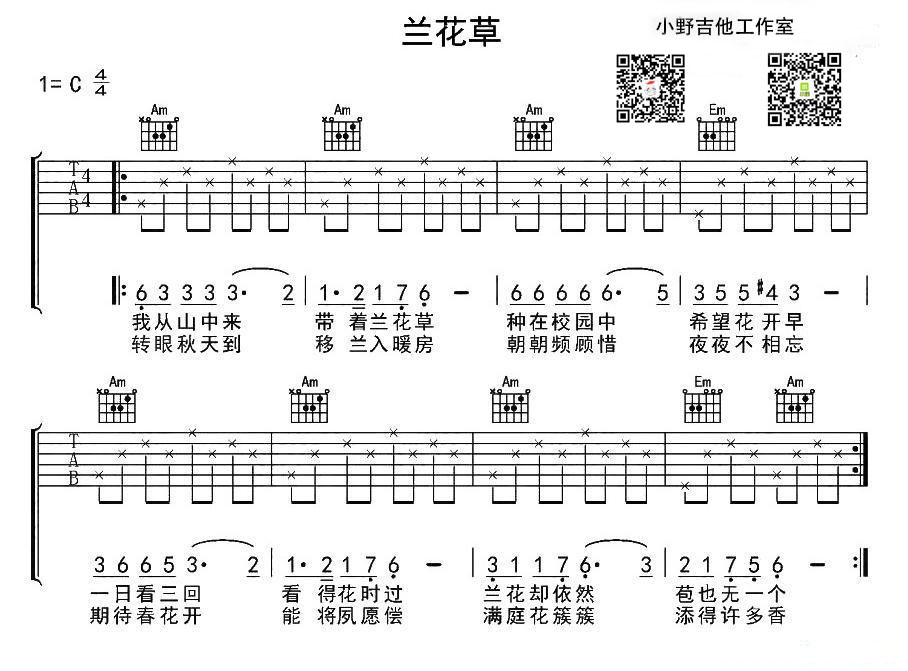 兰花草
小野吉他工作室
1= C 4/4
Am Am Am Em
T A B 4 4
6 3 3 3 3· 2 1· 2 1 7 6 - 6 6 6 6 6· 5 3 5 5 #4 3 -
我从山中来 带 着兰花草 种在校园中 希望花开早
转眼秋天到 移 兰入暖房 朝朝频顾惜 夜夜不相忘
Am Am Am Em Am
T A B
3 6 6 5 3· 2 1· 2 1 7 6 - 3 1 1 7 6· 3 2 1 7 5 6 -
一日看三回 看 得花时过 兰花却依然 苞也无一个
期待春花开 能 将夙愿偿 满庭花簇簇 添得许多香